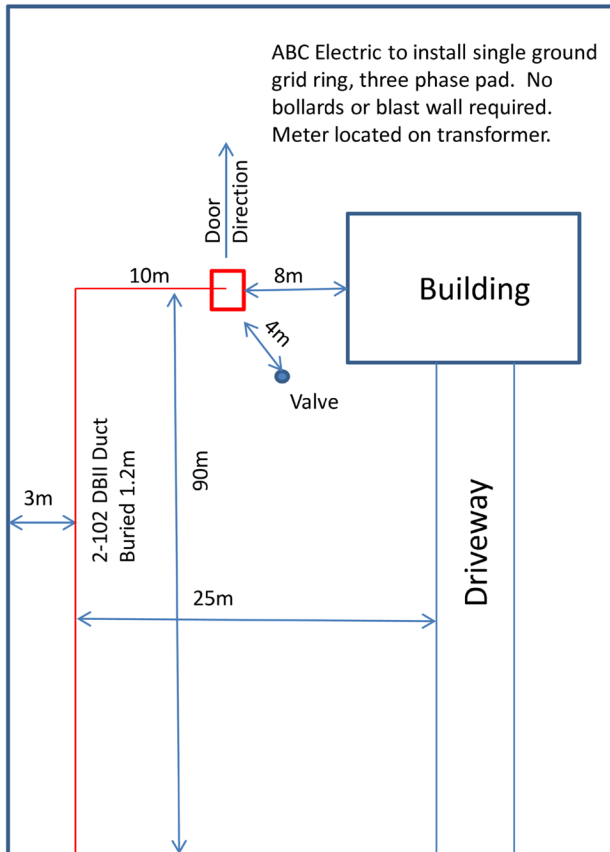 ABC Electric to install single ground
grid ring, three phase pad.  No
bollards or blast wall required.
Meter located on transformer.
Door
Direction
10m
8m
Building
4m
Valve
2-102 DBII Duct
Buried 1.2m
90m
3m
Driveway
25m